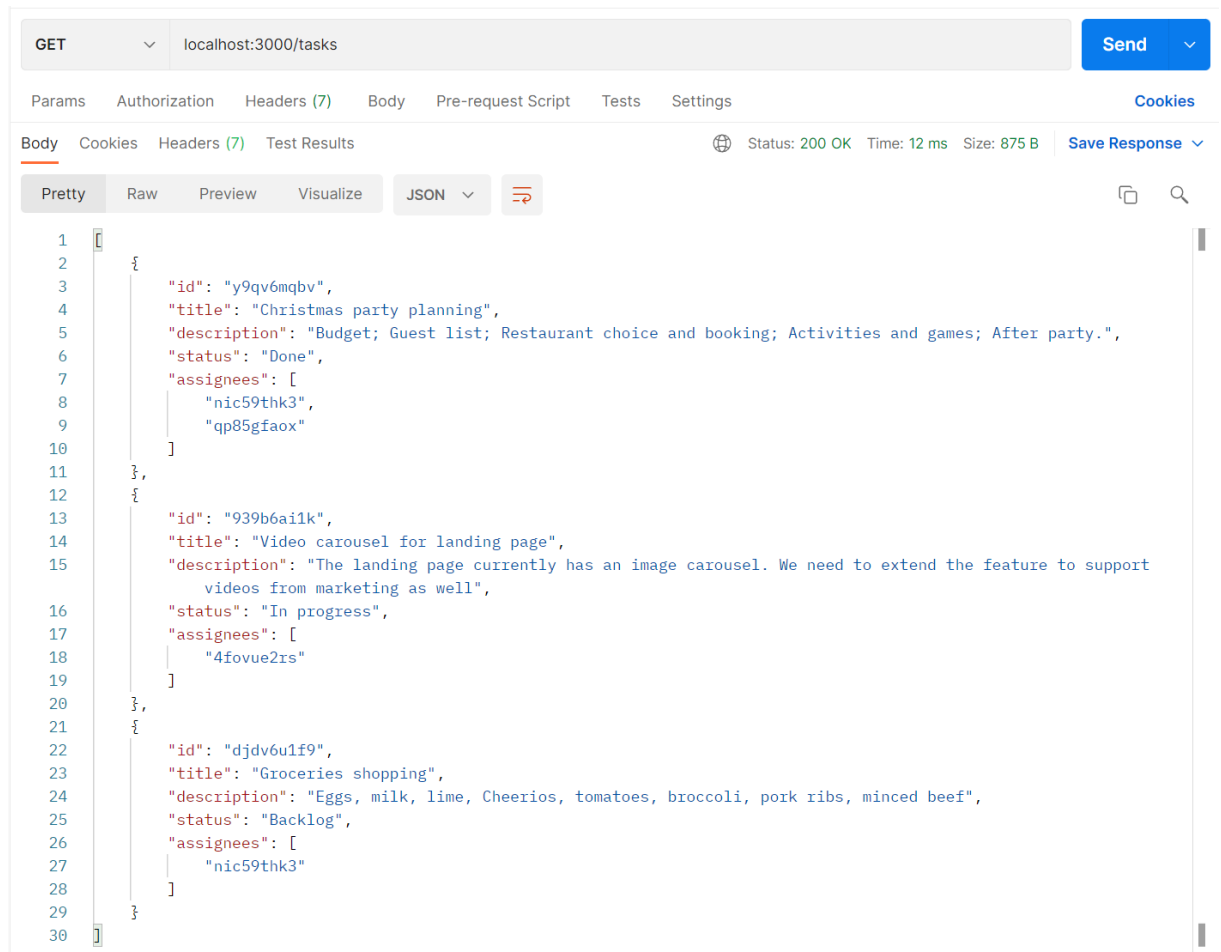 GET localhost:3000/tasks Send
Params Authorization Headers (7) Body Pre-request Script Tests Settings Cookies
Body Cookies Headers (7) Test Results Status: 200 OK Time: 12 ms Size: 875 B Save Response
Pretty Raw Preview Visualize JSON
1 [
2 {
3 "id": "y9qv6mqbv",
4 "title": "Christmas party planning",
5 "description": "Budget; Guest list; Restaurant choice and booking; Activities and games; After party.",
6 "status": "Done",
7 "assignees": [
8 "nic59thk3",
9 "qp85gfaox"
10 ]
11 },
12 {
13 "id": "939b6ai1k",
14 "title": "Video carousel for landing page",
15 "description": "The landing page currently has an image carousel. We need to extend the feature to support
videos from marketing as well",
16 "status": "In progress",
17 "assignees": [
18 "4fovue2rs"
19 ]
20 },
21 {
22 "id": "djdv6u1f9",
23 "title": "Groceries shopping",
24 "description": "Eggs, milk, lime, Cheerios, tomatoes, broccoli, pork ribs, minced beef",
25 "status": "Backlog",
26 "assignees": [
27 "nic59thk3"
28 ]
29 }
30 ]